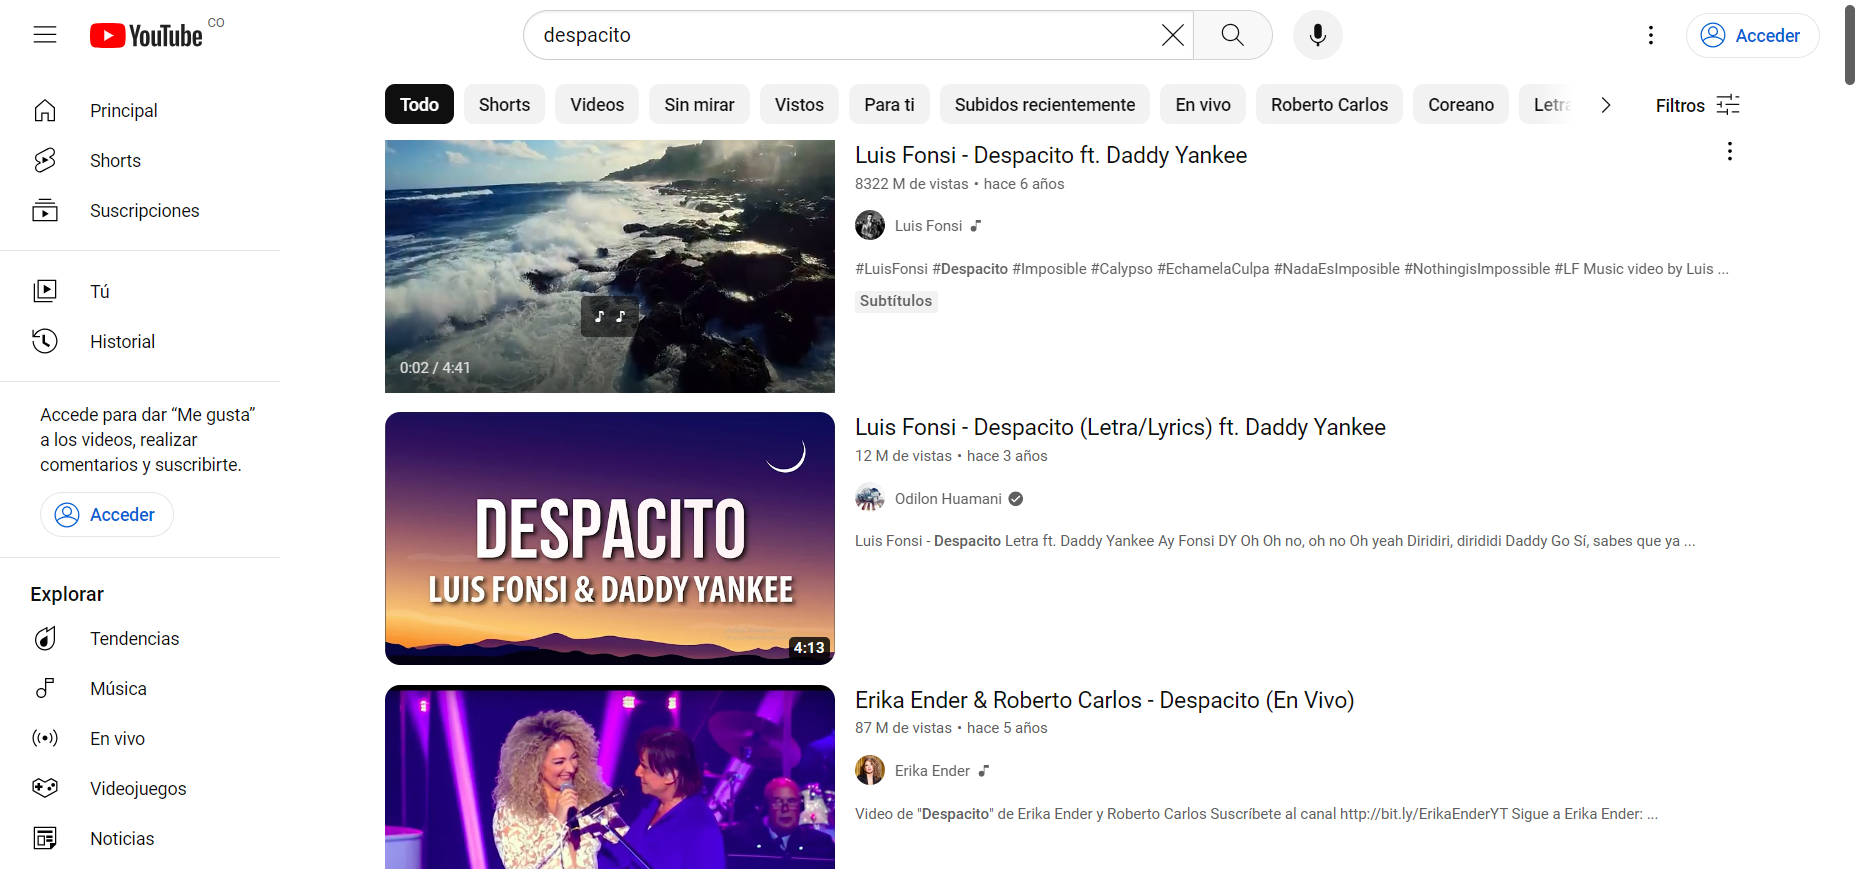 YouTube CO
despacito
Acceder
Todo
Shorts
Videos
Sin mirar
Vistos
Para ti
Subidos recientemente
En vivo
Roberto Carlos
Coreano
Letra
Filtros
Principal
Shorts
Suscripciones
Tú
Historial
Accede para dar “Me gusta”
a los videos, realizar
comentarios y suscribirte.
Acceder
Explorar
Tendencias
Música
En vivo
Videojuegos
Noticias
0:02 / 4:41
Luis Fonsi - Despacito ft. Daddy Yankee
8322 M de vistas • hace 6 años
Luis Fonsi
#LuisFonsi #Despacito #Imposible #Calypso #EchamelaCulpa #NadaEsImposible #NothingisImpossible #LF Music video by Luis ...
Subtítulos
DESPACITO
LUIS FONSI & DADDY YANKEE
4:13
Luis Fonsi - Despacito (Letra/Lyrics) ft. Daddy Yankee
12 M de vistas • hace 3 años
Odilon Huamani
Luis Fonsi - Despacito Letra ft. Daddy Yankee Ay Fonsi DY Oh Oh no, oh no Oh yeah Diridiri, dirididi Daddy Go Sí, sabes que ya ...
Erika Ender & Roberto Carlos - Despacito (En Vivo)
87 M de vistas • hace 5 años
Erika Ender
Video de "Despacito" de Erika Ender y Roberto Carlos Suscríbete al canal http://bit.ly/ErikaEnderYT Sigue a Erika Ender: ...